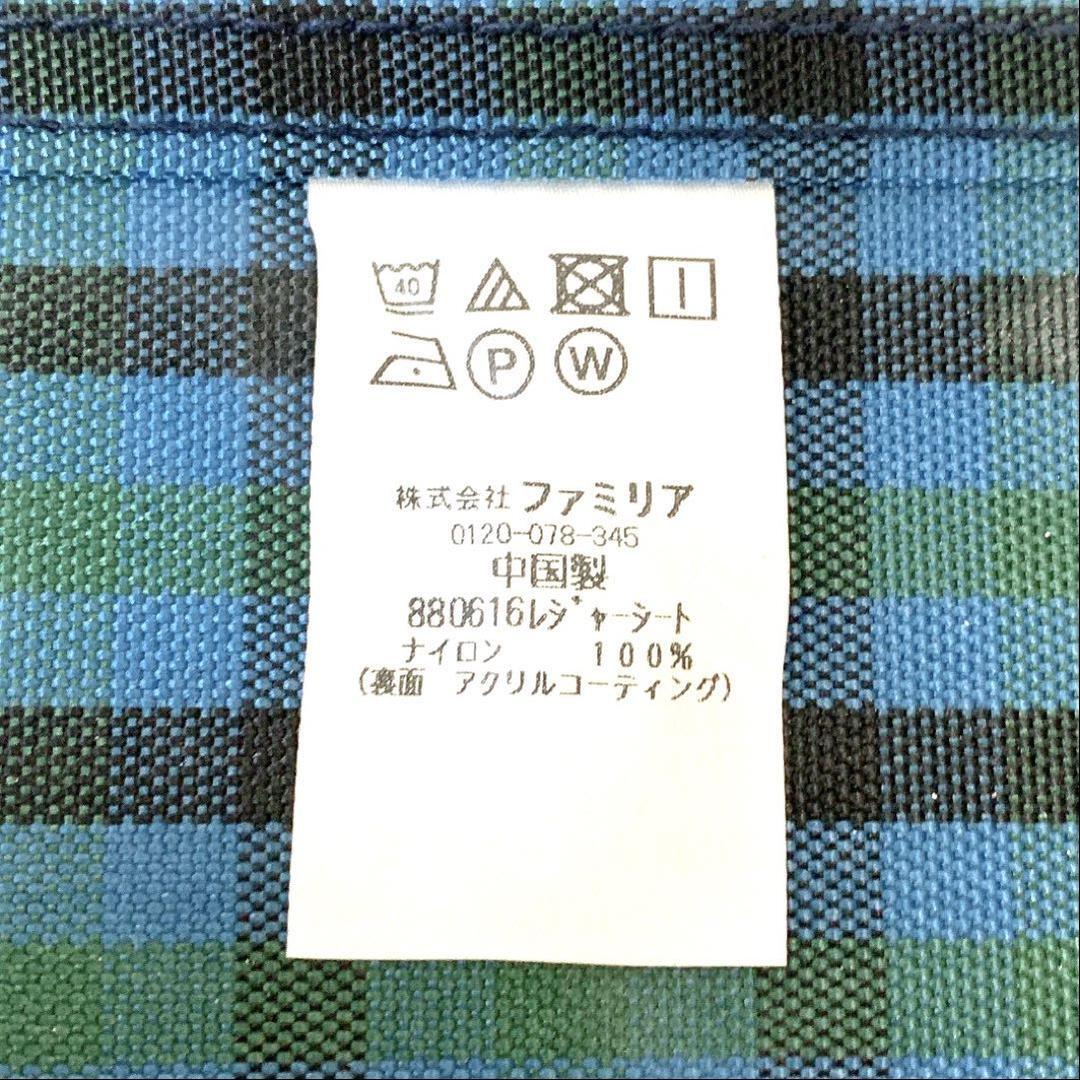 40
P W
株式会社 ファミリア
0120-078-345
中国製
880616レジャーシート
ナイロン 100%
(裏面 アクリルコーティング)